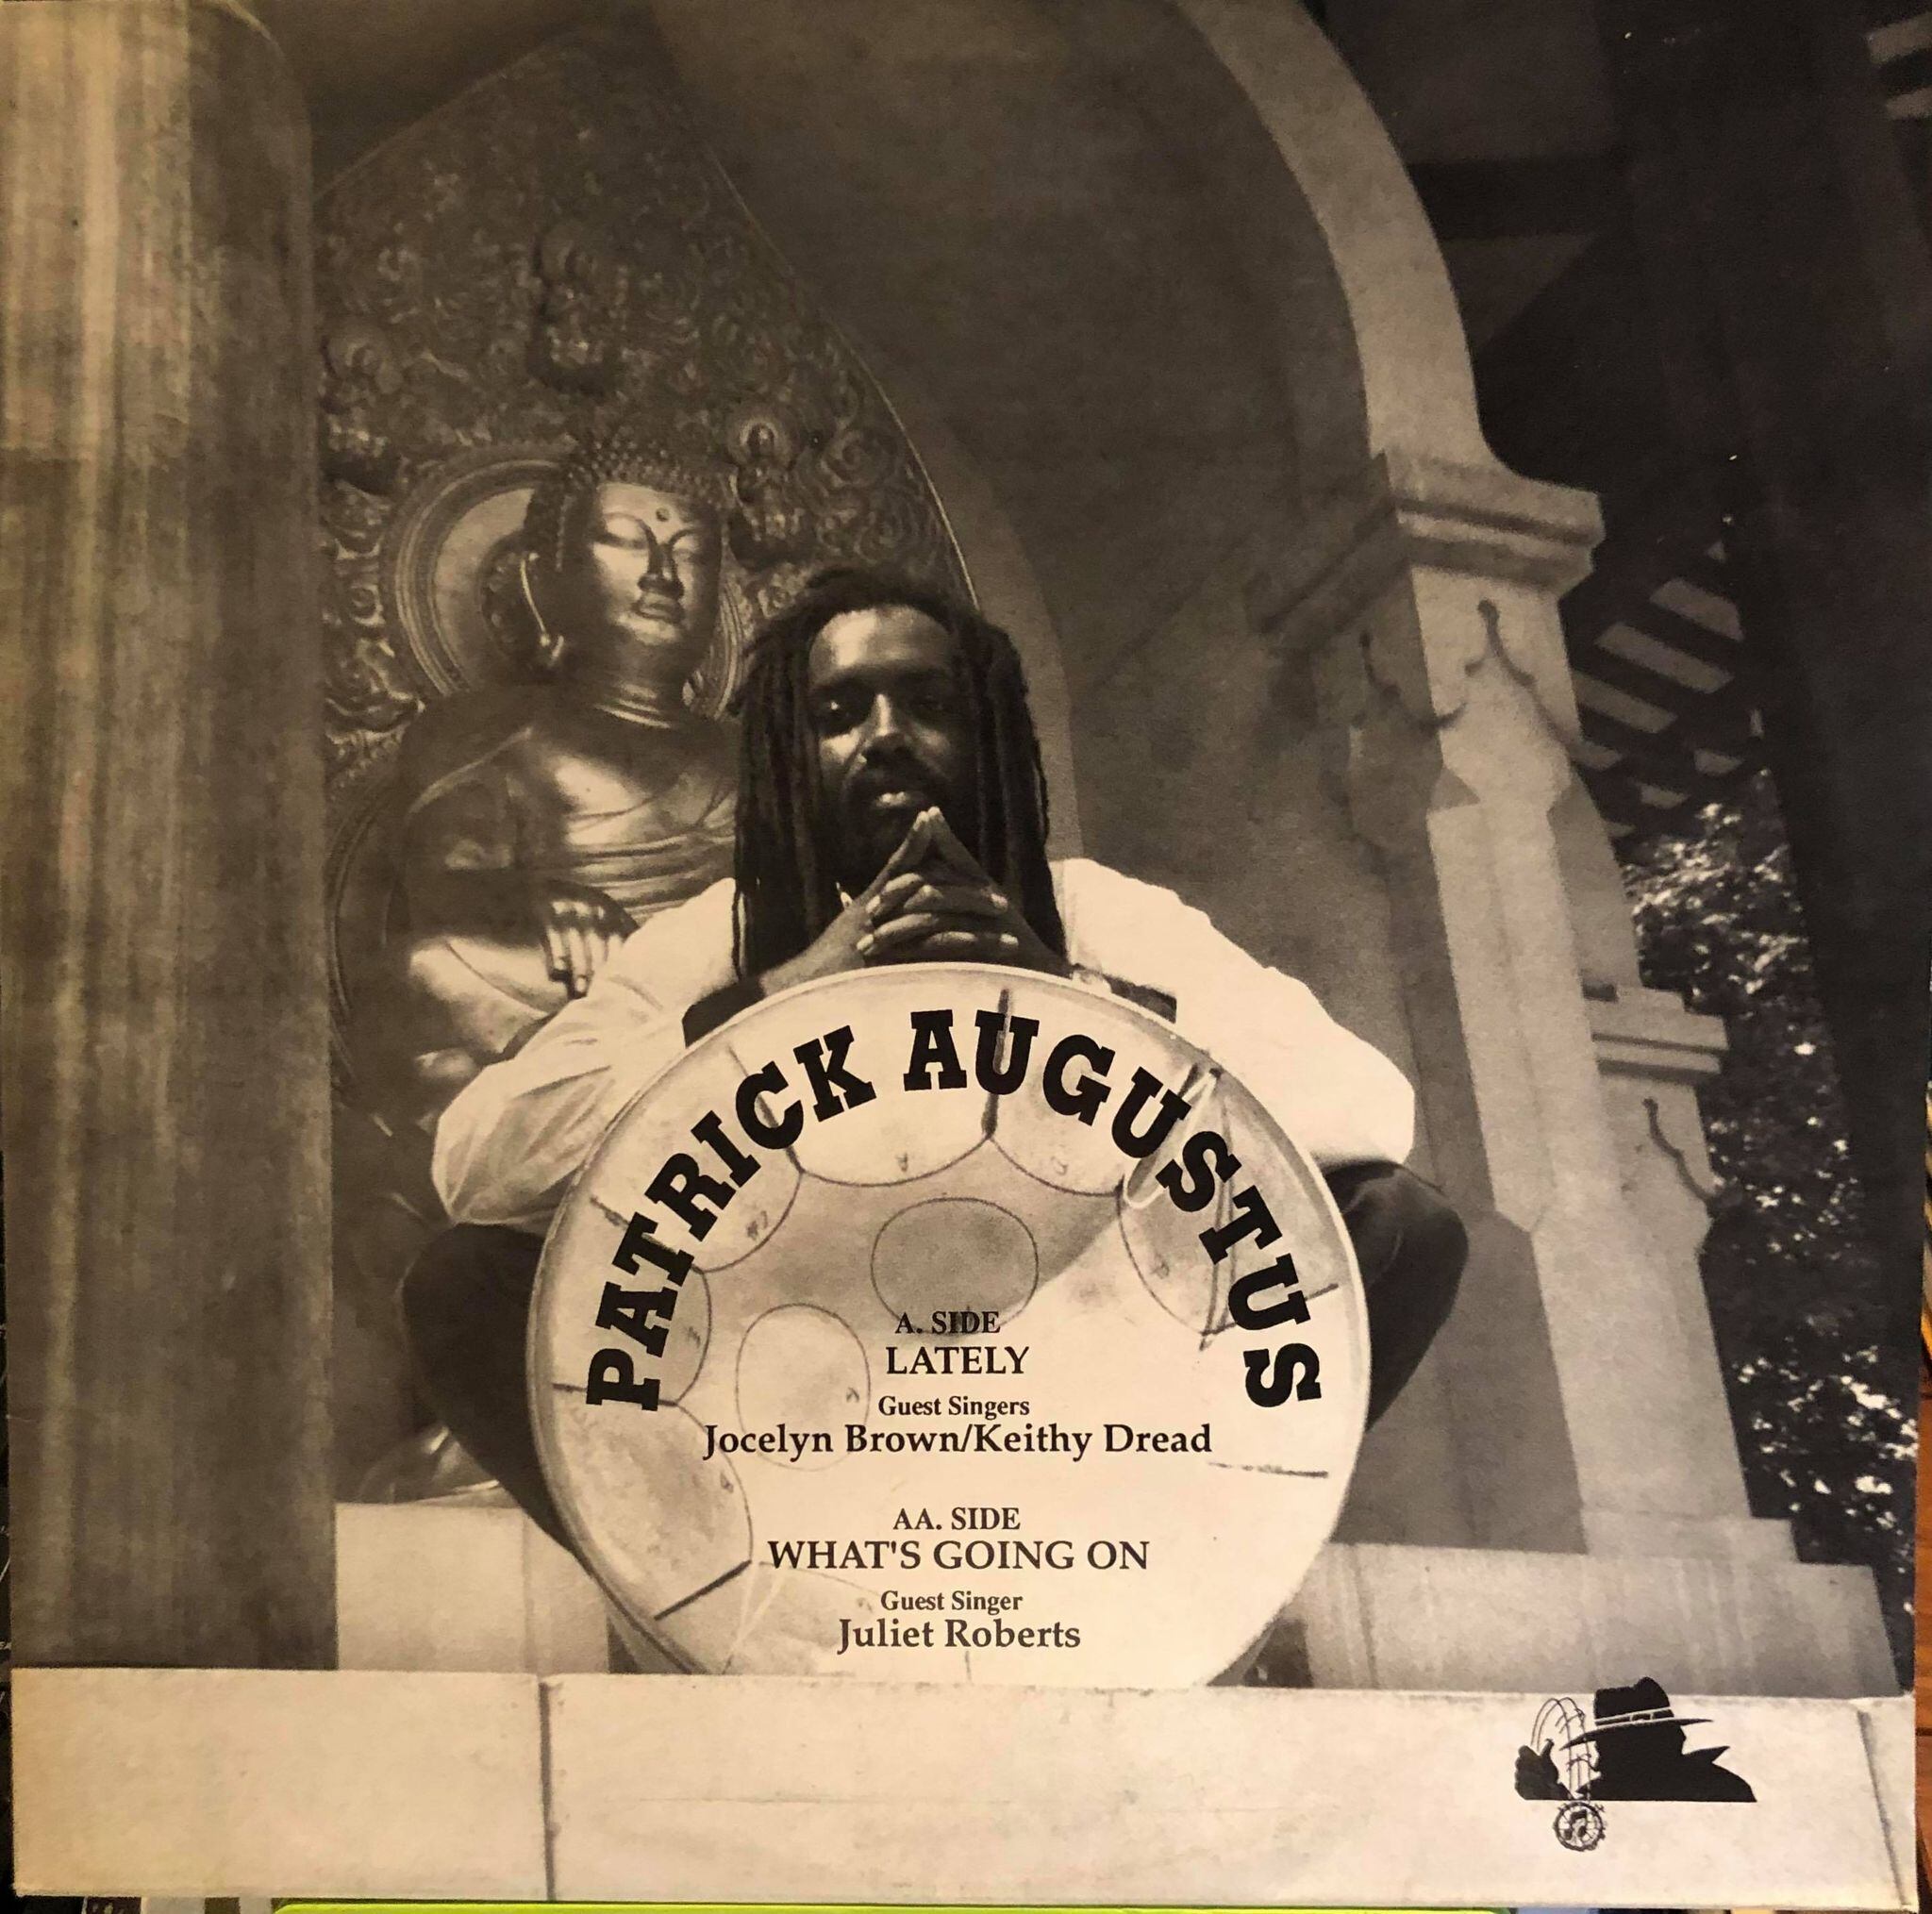 PATRICK AUGUSTUS
A. SIDE
LATELY
Guest Singers
Jocelyn Brown/Keithy Dread
AA. SIDE
WHAT'S GOING ON
Guest Singer
Juliet Roberts